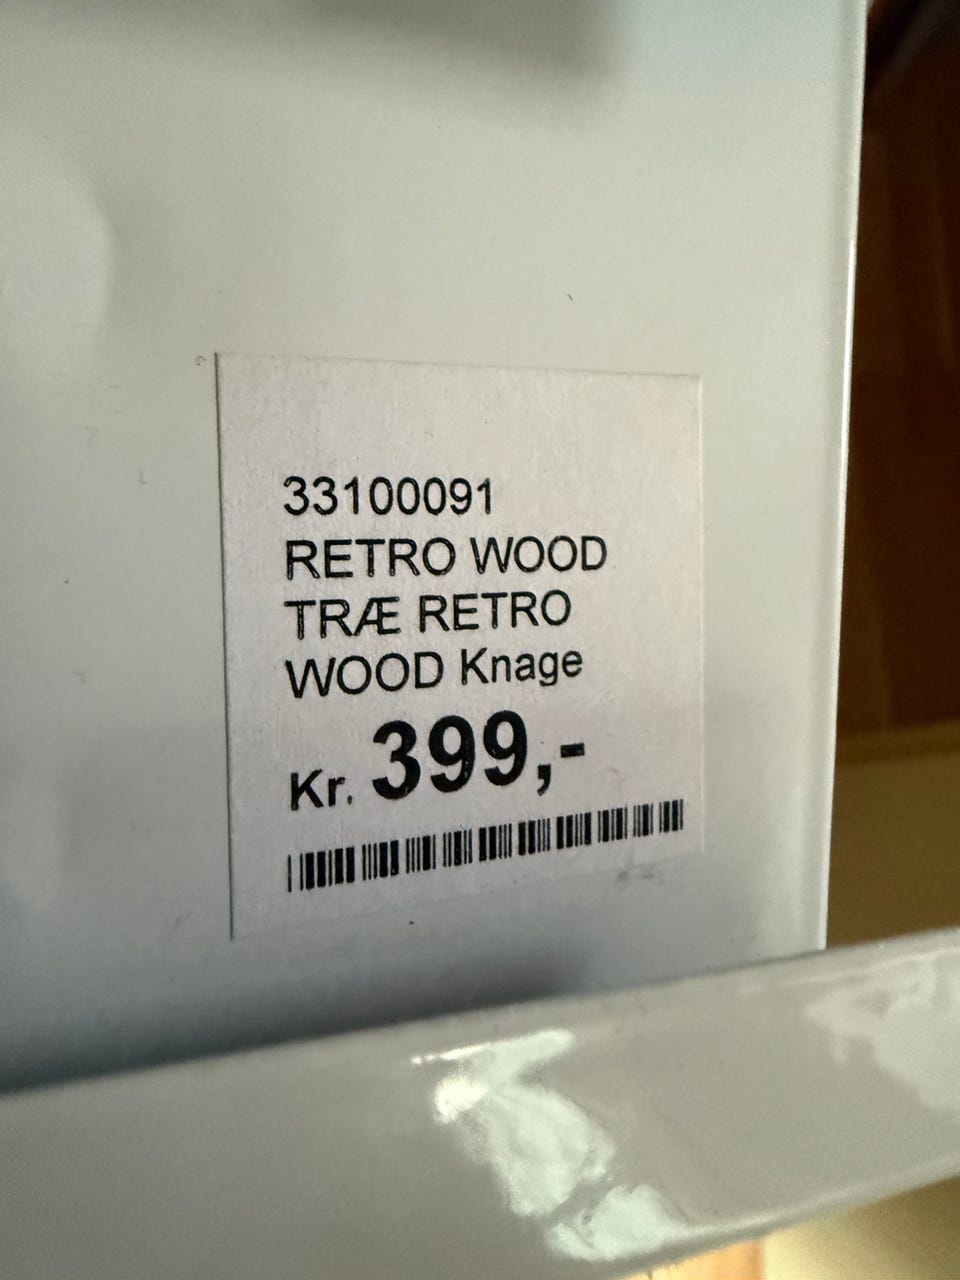 33100091
RETRO WOOD
TRÆ RETRO
WOOD Knage
Kr. 399,-